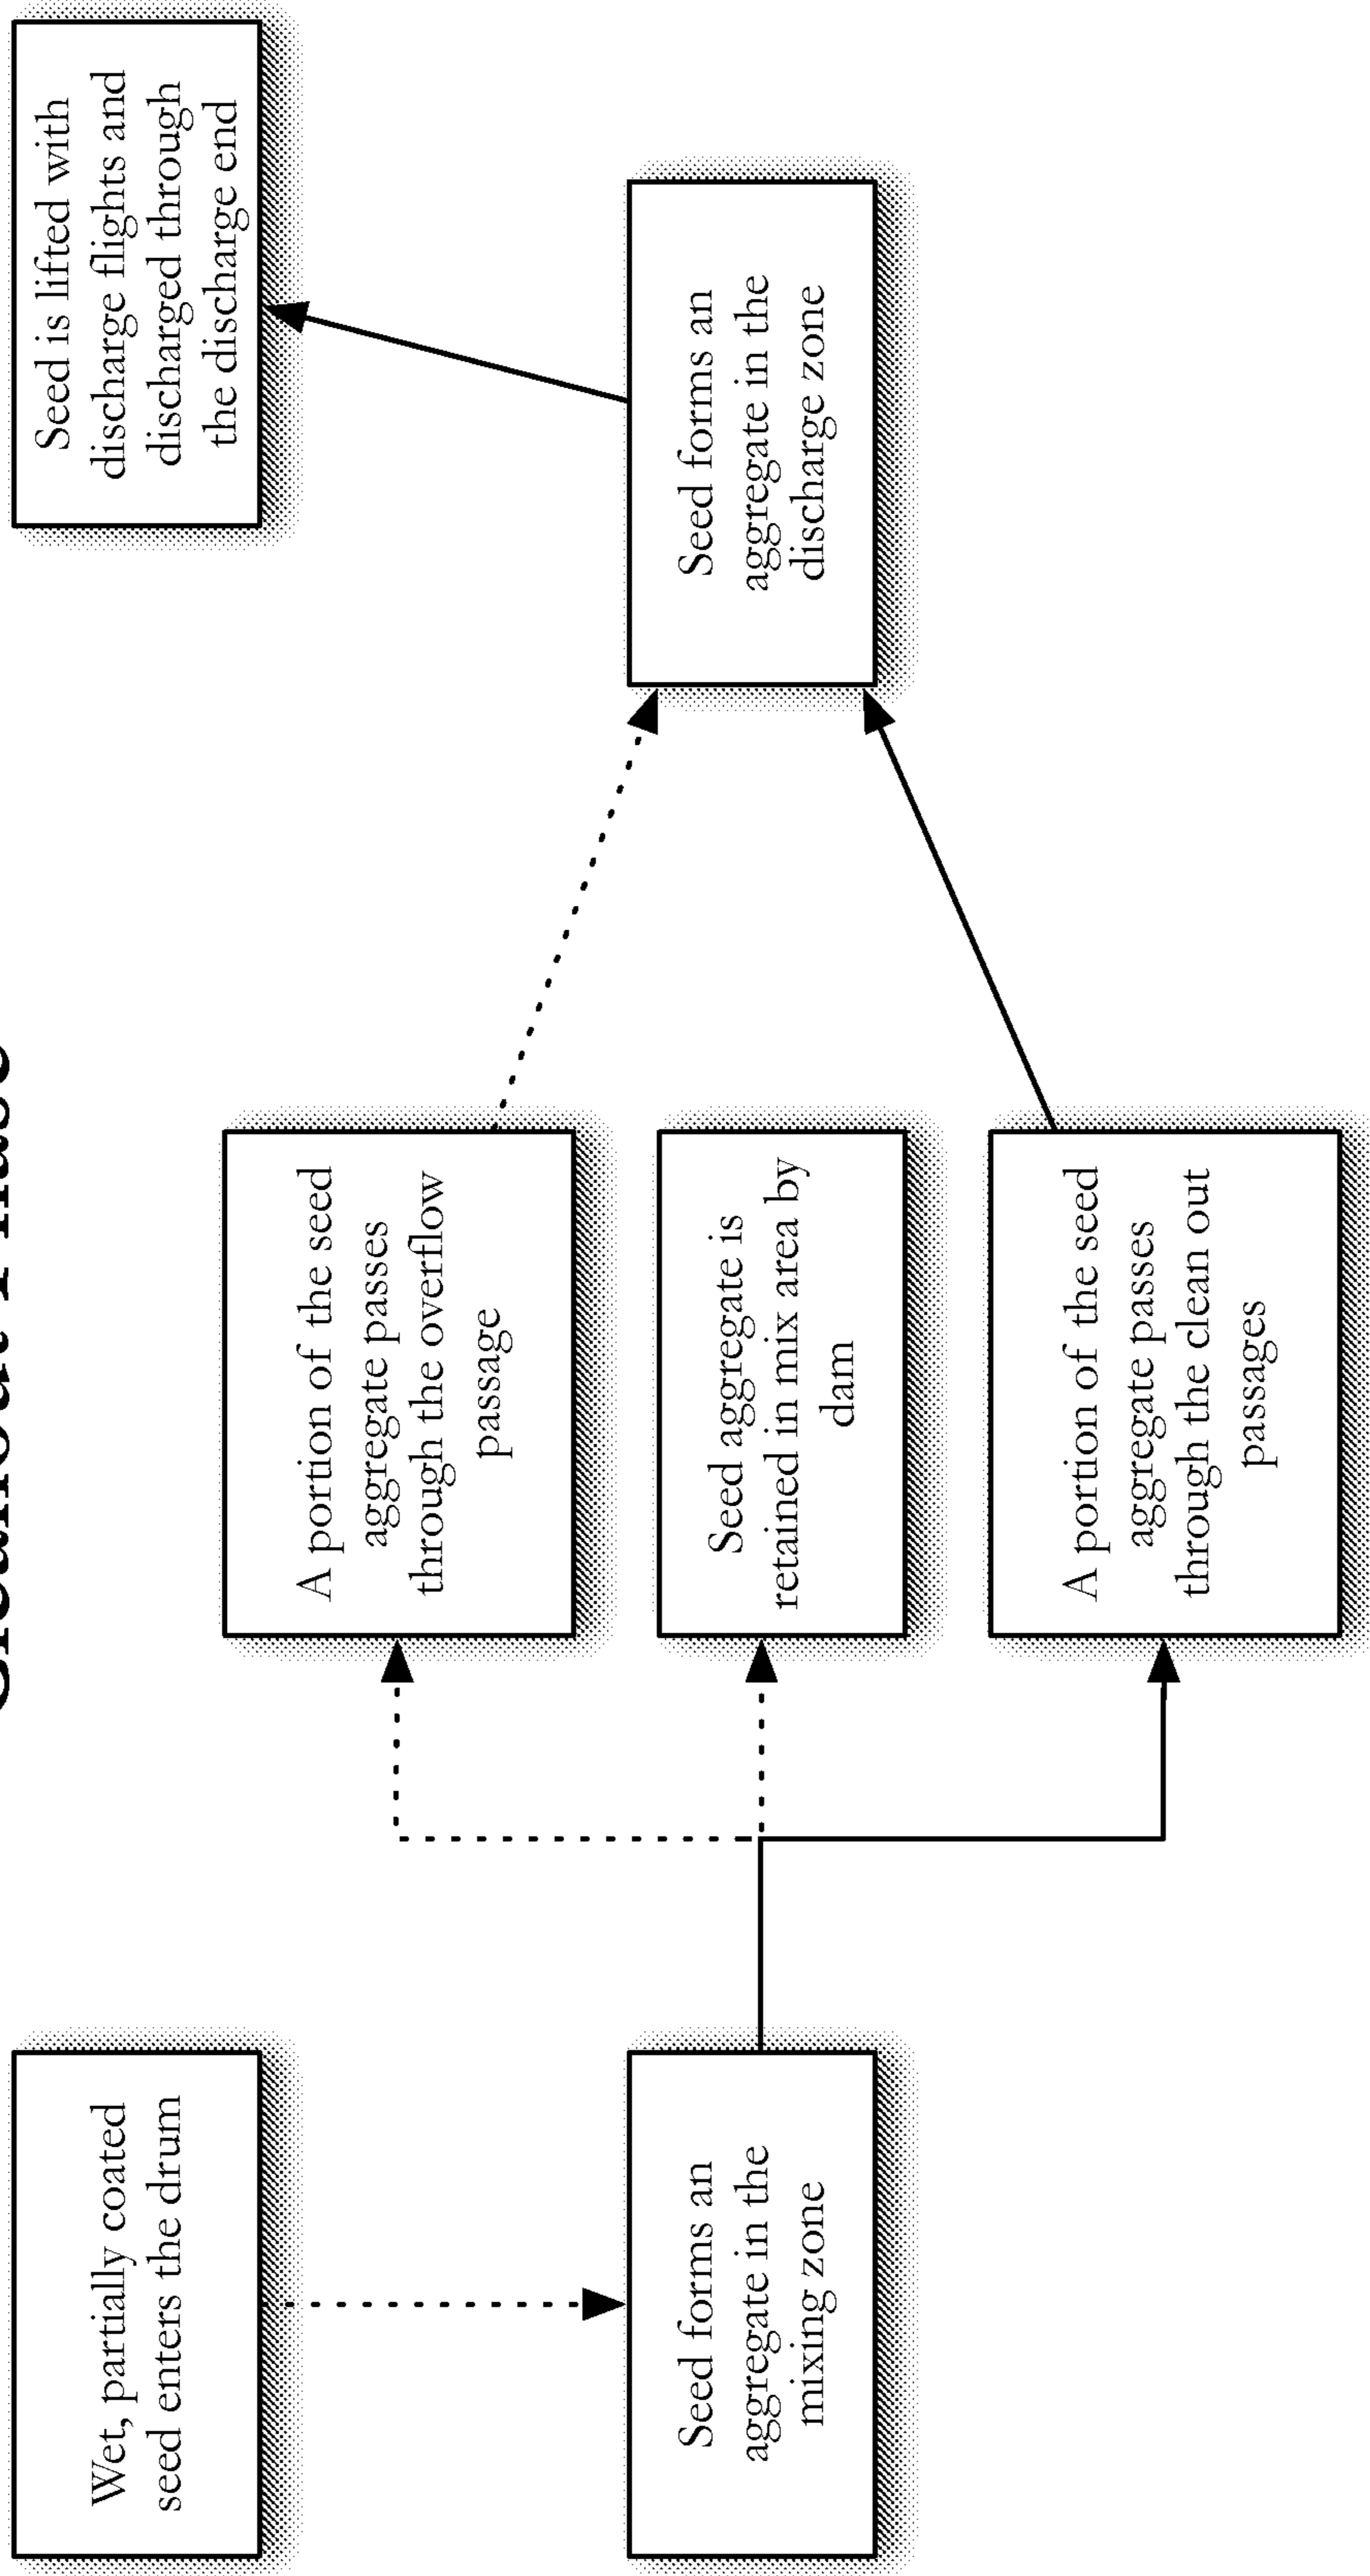 Cleanout Phase
Wet, partially coated
seed enters the drum
Seed forms an
aggregate in the
mixing zone
A portion of the seed
aggregate passes
through the overflow
passage
Seed aggregate is
retained in mix area by
dam
A portion of the seed
aggregate passes
through the clean out
passages
Seed forms an
aggregate in the
discharge zone
Seed is lifted with
discharge flights and
discharged through
the discharge end